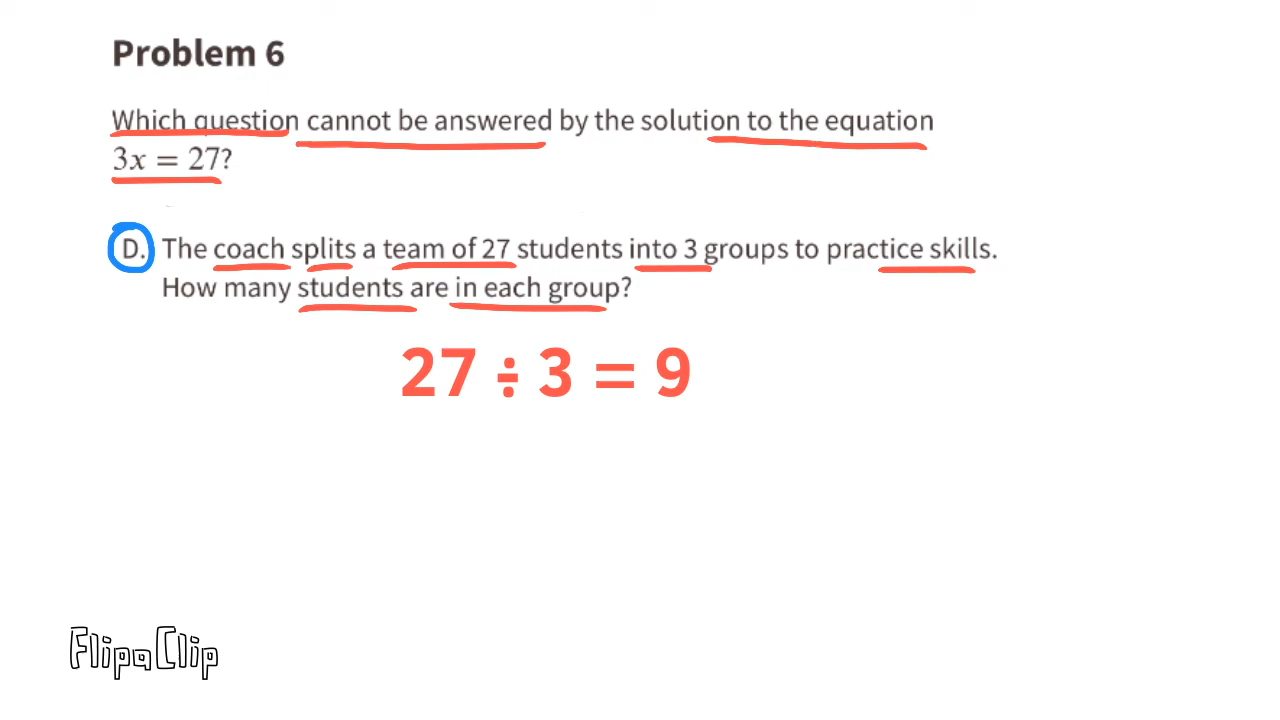 Problem 6
Which question cannot be answered by the solution to the equation
3x = 27?
D. The coach splits a team of 27 students into 3 groups to practice skills.
How many students are in each group?
27 ÷ 3 = 9
FlipaClip